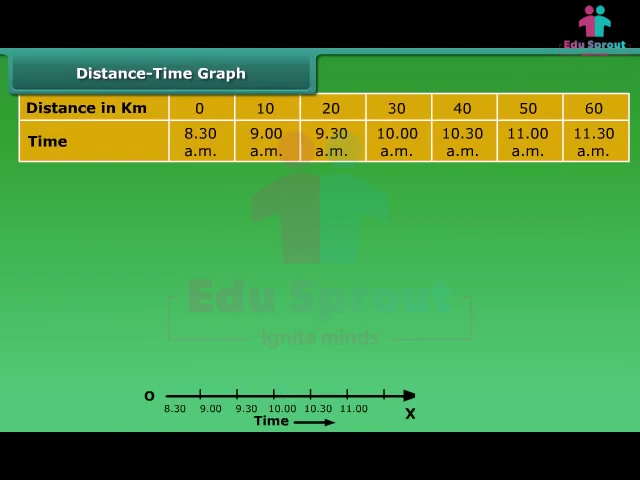 Edu Sprout
Distance-Time Graph
Distance in Km 0 10 20 30 40 50 60
Time 8.30 a.m. 9.00 a.m. 9.30 a.m. 10.00 a.m. 10.30 a.m. 11.00 a.m. 11.30 a.m.
Edu Sprout
Ignite minds
O
8.30 9.00 9.30 10.00 10.30 11.00
X
Time